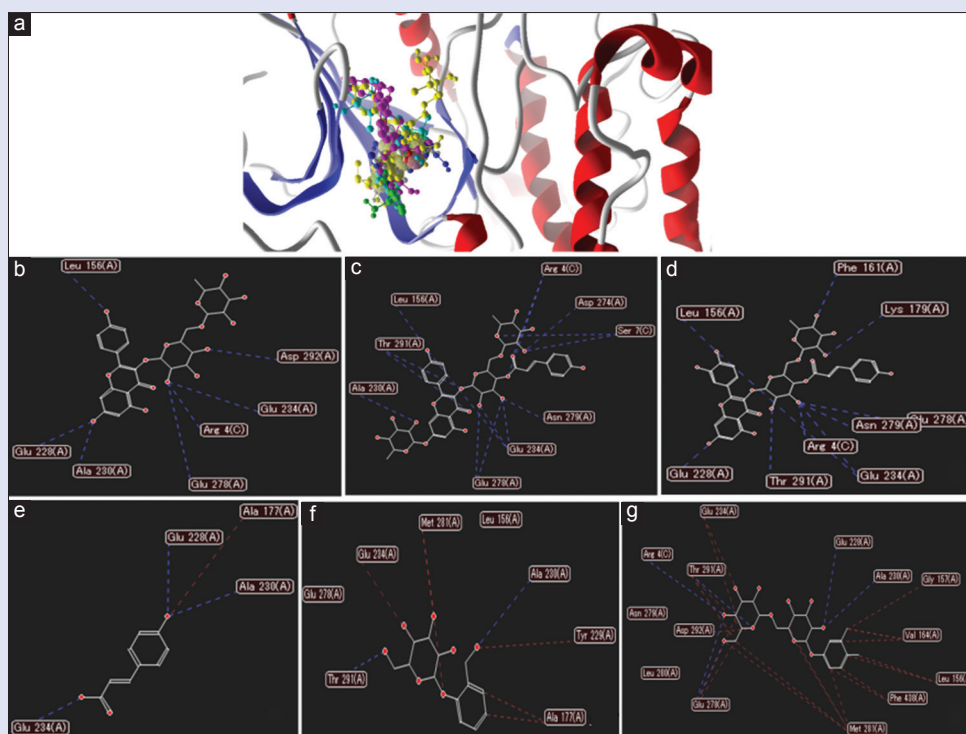 a
b
Leu 156(A)
Asp 292(A)
Glu 234(A)
Arg 4(C)
Glu 228(A)
Ala 230(A)
Glu 278(A)
c
Arg 4(C)
Leu 156(A)
Asp 274(A)
Ser 7(C)
Thr 291(A)
Ala 230(A)
Asn 279(A)
Glu 234(A)
Glu 278(A)
d
Phe 161(A)
Leu 156(A)
Lys 179(A)
Glu 278(A)
Asn 279(A)
Arg 4(C)
Glu 228(A)
Glu 234(A)
Thr 291(A)
e
Ala 177(A)
Glu 228(A)
Ala 230(A)
Glu 234(A)
f
Leu 156(A)
Met 281(A)
Glu 234(A)
Ala 230(A)
Glu 278(A)
Tyr 229(A)
Thr 291(A)
Ala 177(A)
g
Glu 234(A)
Arg 4(C)
Glu 228(A)
Thr 291(A)
Ala 230(A)
Gly 157(A)
Asn 279(A)
Asp 292(A)
Val 164(A)
Leu 280(A)
Leu 156(A)
Glu 278(A)
Phe 438(A)
Met 281(A)